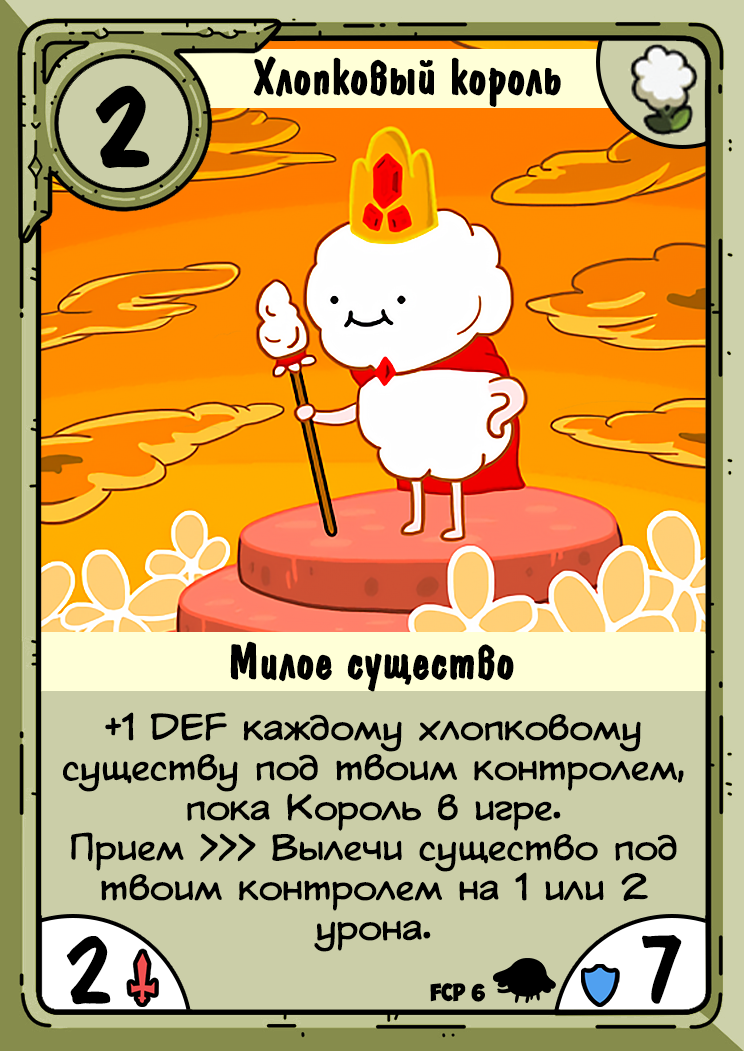 2
Хлопковый король
Милое существо
+1 DEF каждому хлопковому
существу под твоим контролем,
пока Король в игре.
Прием >>> Вылечи существо под
твоим контролем на 1 или 2
урона.
2
FCP 6
7